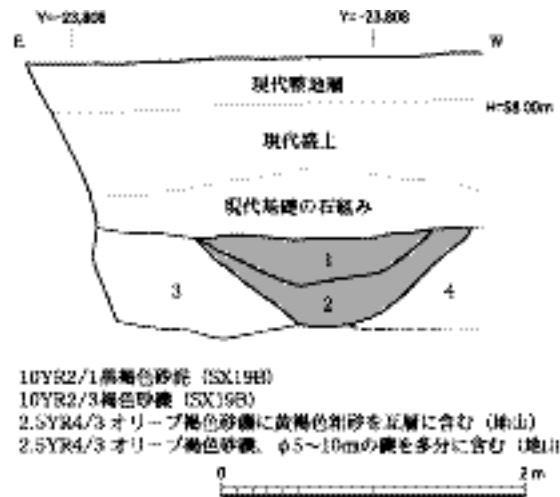 Y=-23,808 Y=-23,808
E W
現代整地層
H=58.00m
現代盛土
現代基礎の石組み
1
3 2 4
10YR2/1黒褐色砂泥 (SX19B)
10YR2/3褐色砂礫 (SX19B)
2.5YR4/3 オリーブ褐色砂礫に黄褐色粗砂を互層に含む (地山)
2.5YR4/3 オリーブ褐色砂礫、φ5～10cmの礫を多分に含む (地山
0 2 m